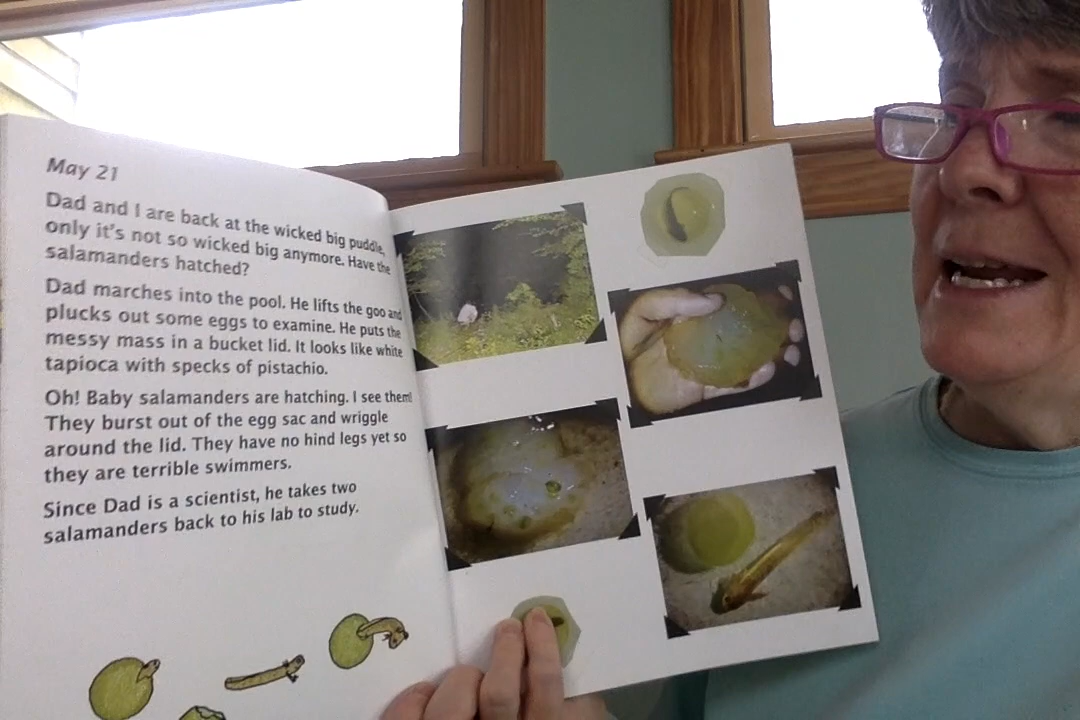 May 21
Dad and I are back at the wicked big puddle,
only it's not so wicked big anymore. Have the
salamanders hatched?
Dad marches into the pool. He lifts the goo and
plucks out some eggs to examine. He puts the
messy mass in a bucket lid. It looks like white
tapioca with specks of pistachio.
Oh! Baby salamanders are hatching. I see them!
They burst out of the egg sac and wriggle
around the lid. They have no hind legs yet so
they are terrible swimmers.
Since Dad is a scientist, he takes two
salamanders back to his lab to study.